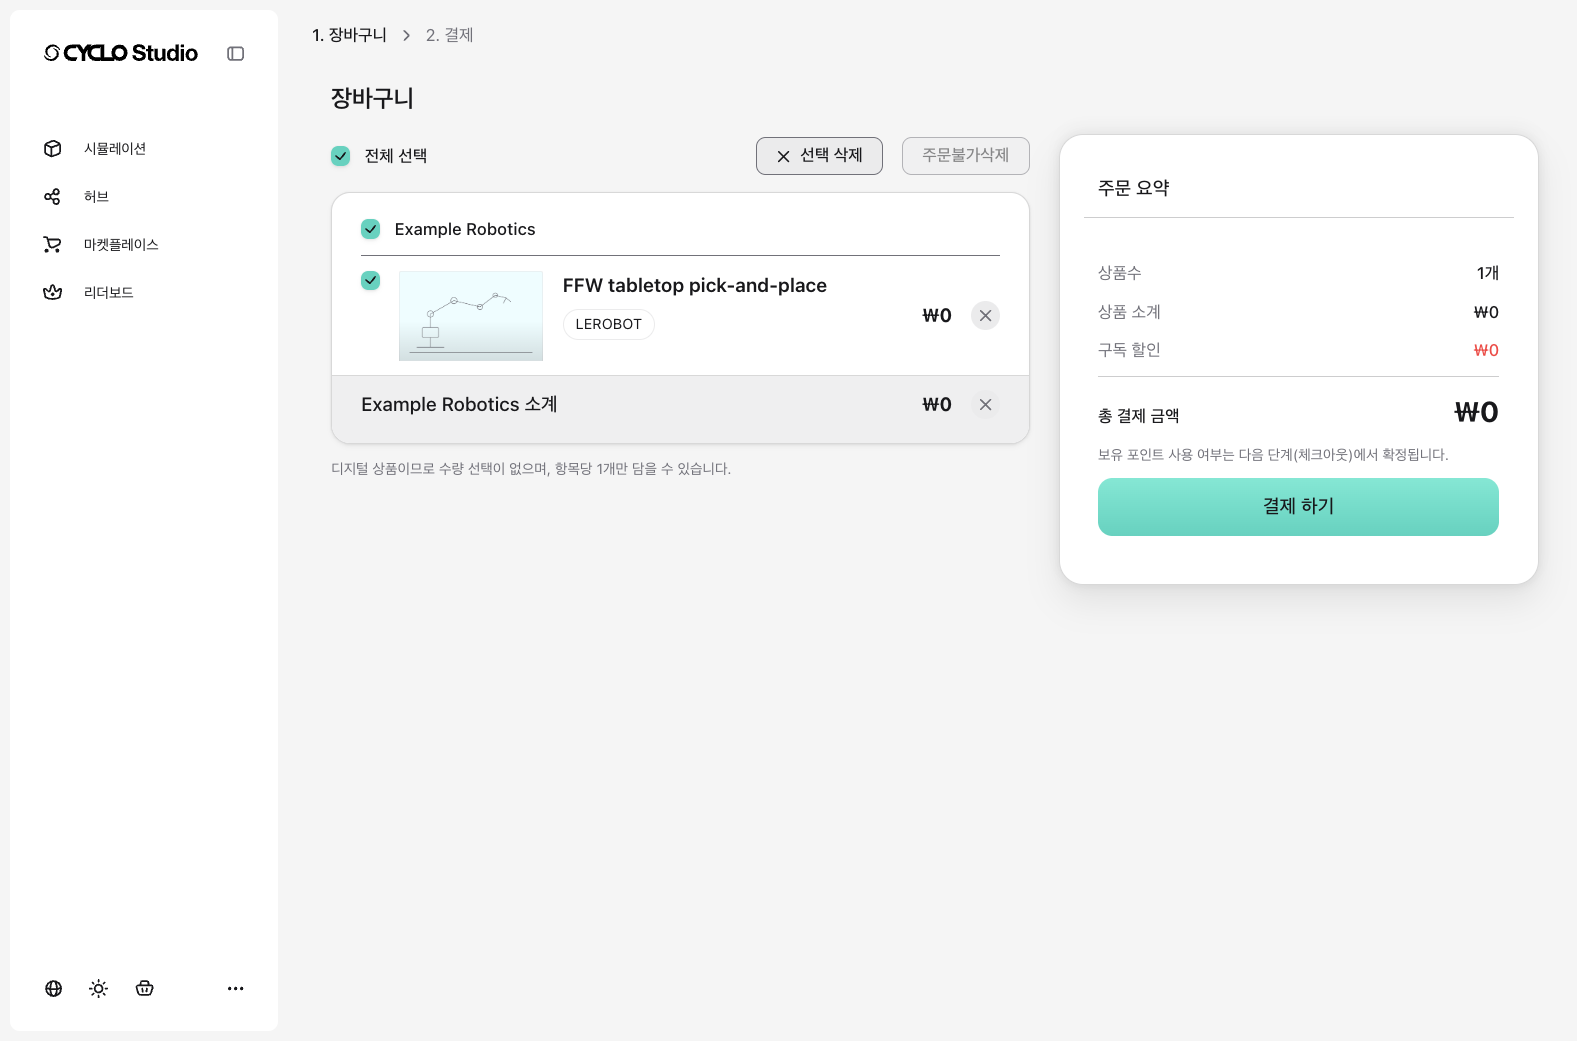 CYCLO Studio
시뮬레이션
허브
마켓플레이스
리더보드
1. 장바구니
2. 결제
장바구니
전체 선택
선택 삭제
주문불가삭제
Example Robotics
FFW tabletop pick-and-place
LEROBOT
₩0
Example Robotics 소계
₩0
디지털 상품이므로 수량 선택이 없으며, 항목당 1개만 담을 수 있습니다.
주문 요약
상품수 1개
상품 소계 ₩0
구독 할인 ₩0
총 결제 금액 ₩0
보유 포인트 사용 여부는 다음 단계(체크아웃)에서 확정됩니다.
결제 하기